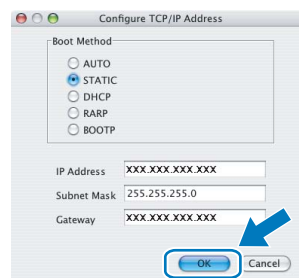 Configure TCP/IP Address
Boot Method
AUTO
STATIC
DHCP
RARP
BOOTP
IP Address XXX.XXX.XXX.XXX
Subnet Mask 255.255.255.0
Gateway XXX.XXX.XXX.XXX
OK Cancel